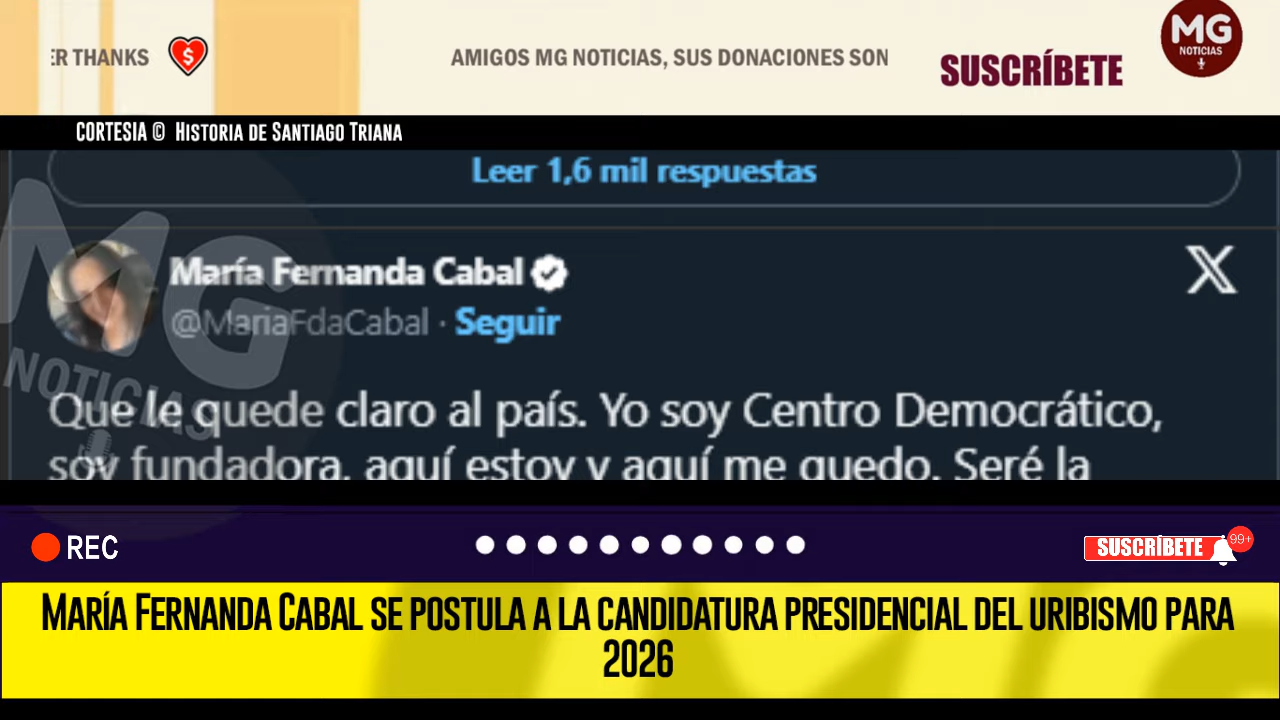 ER THANKS
AMIGOS MG NOTICIAS, SUS DONACIONES SON
SUSCRÍBETE
MG
NOTICIAS
CORTESIA © HISTORIA DE SANTIAGO TRIANA
Leer 1,6 mil respuestas
María Fernanda Cabal
@MariaFdaCabal · Seguir
X
MG
NOTICIAS
Que le quede claro al país. Yo soy Centro Democrático,
soy fundadora, aquí estoy y aquí me quedo. Seré la
REC
SUSCRÍBETE
99+
MARÍA FERNANDA CABAL SE POSTULA A LA CANDIDATURA PRESIDENCIAL DEL URIBISMO PARA
2026